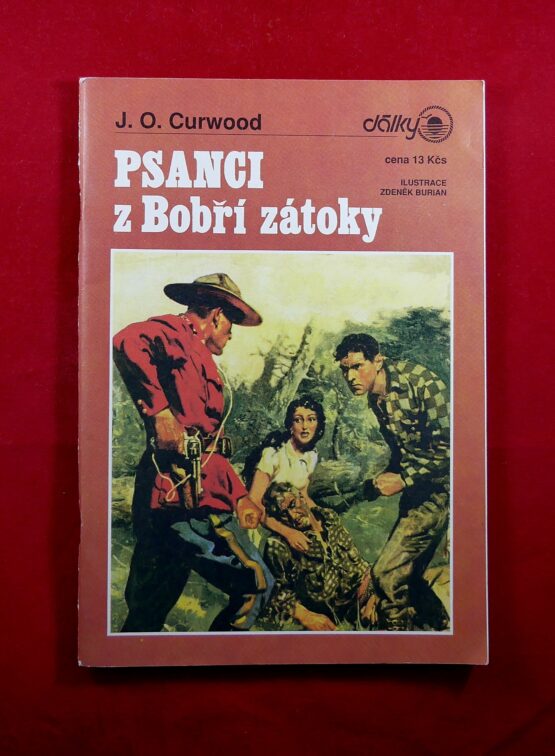 J. O. Curwood
dálky
PSANCI
z Bobří zátoky
cena 13 Kčs
ILUSTRACE
ZDENĚK BURIAN